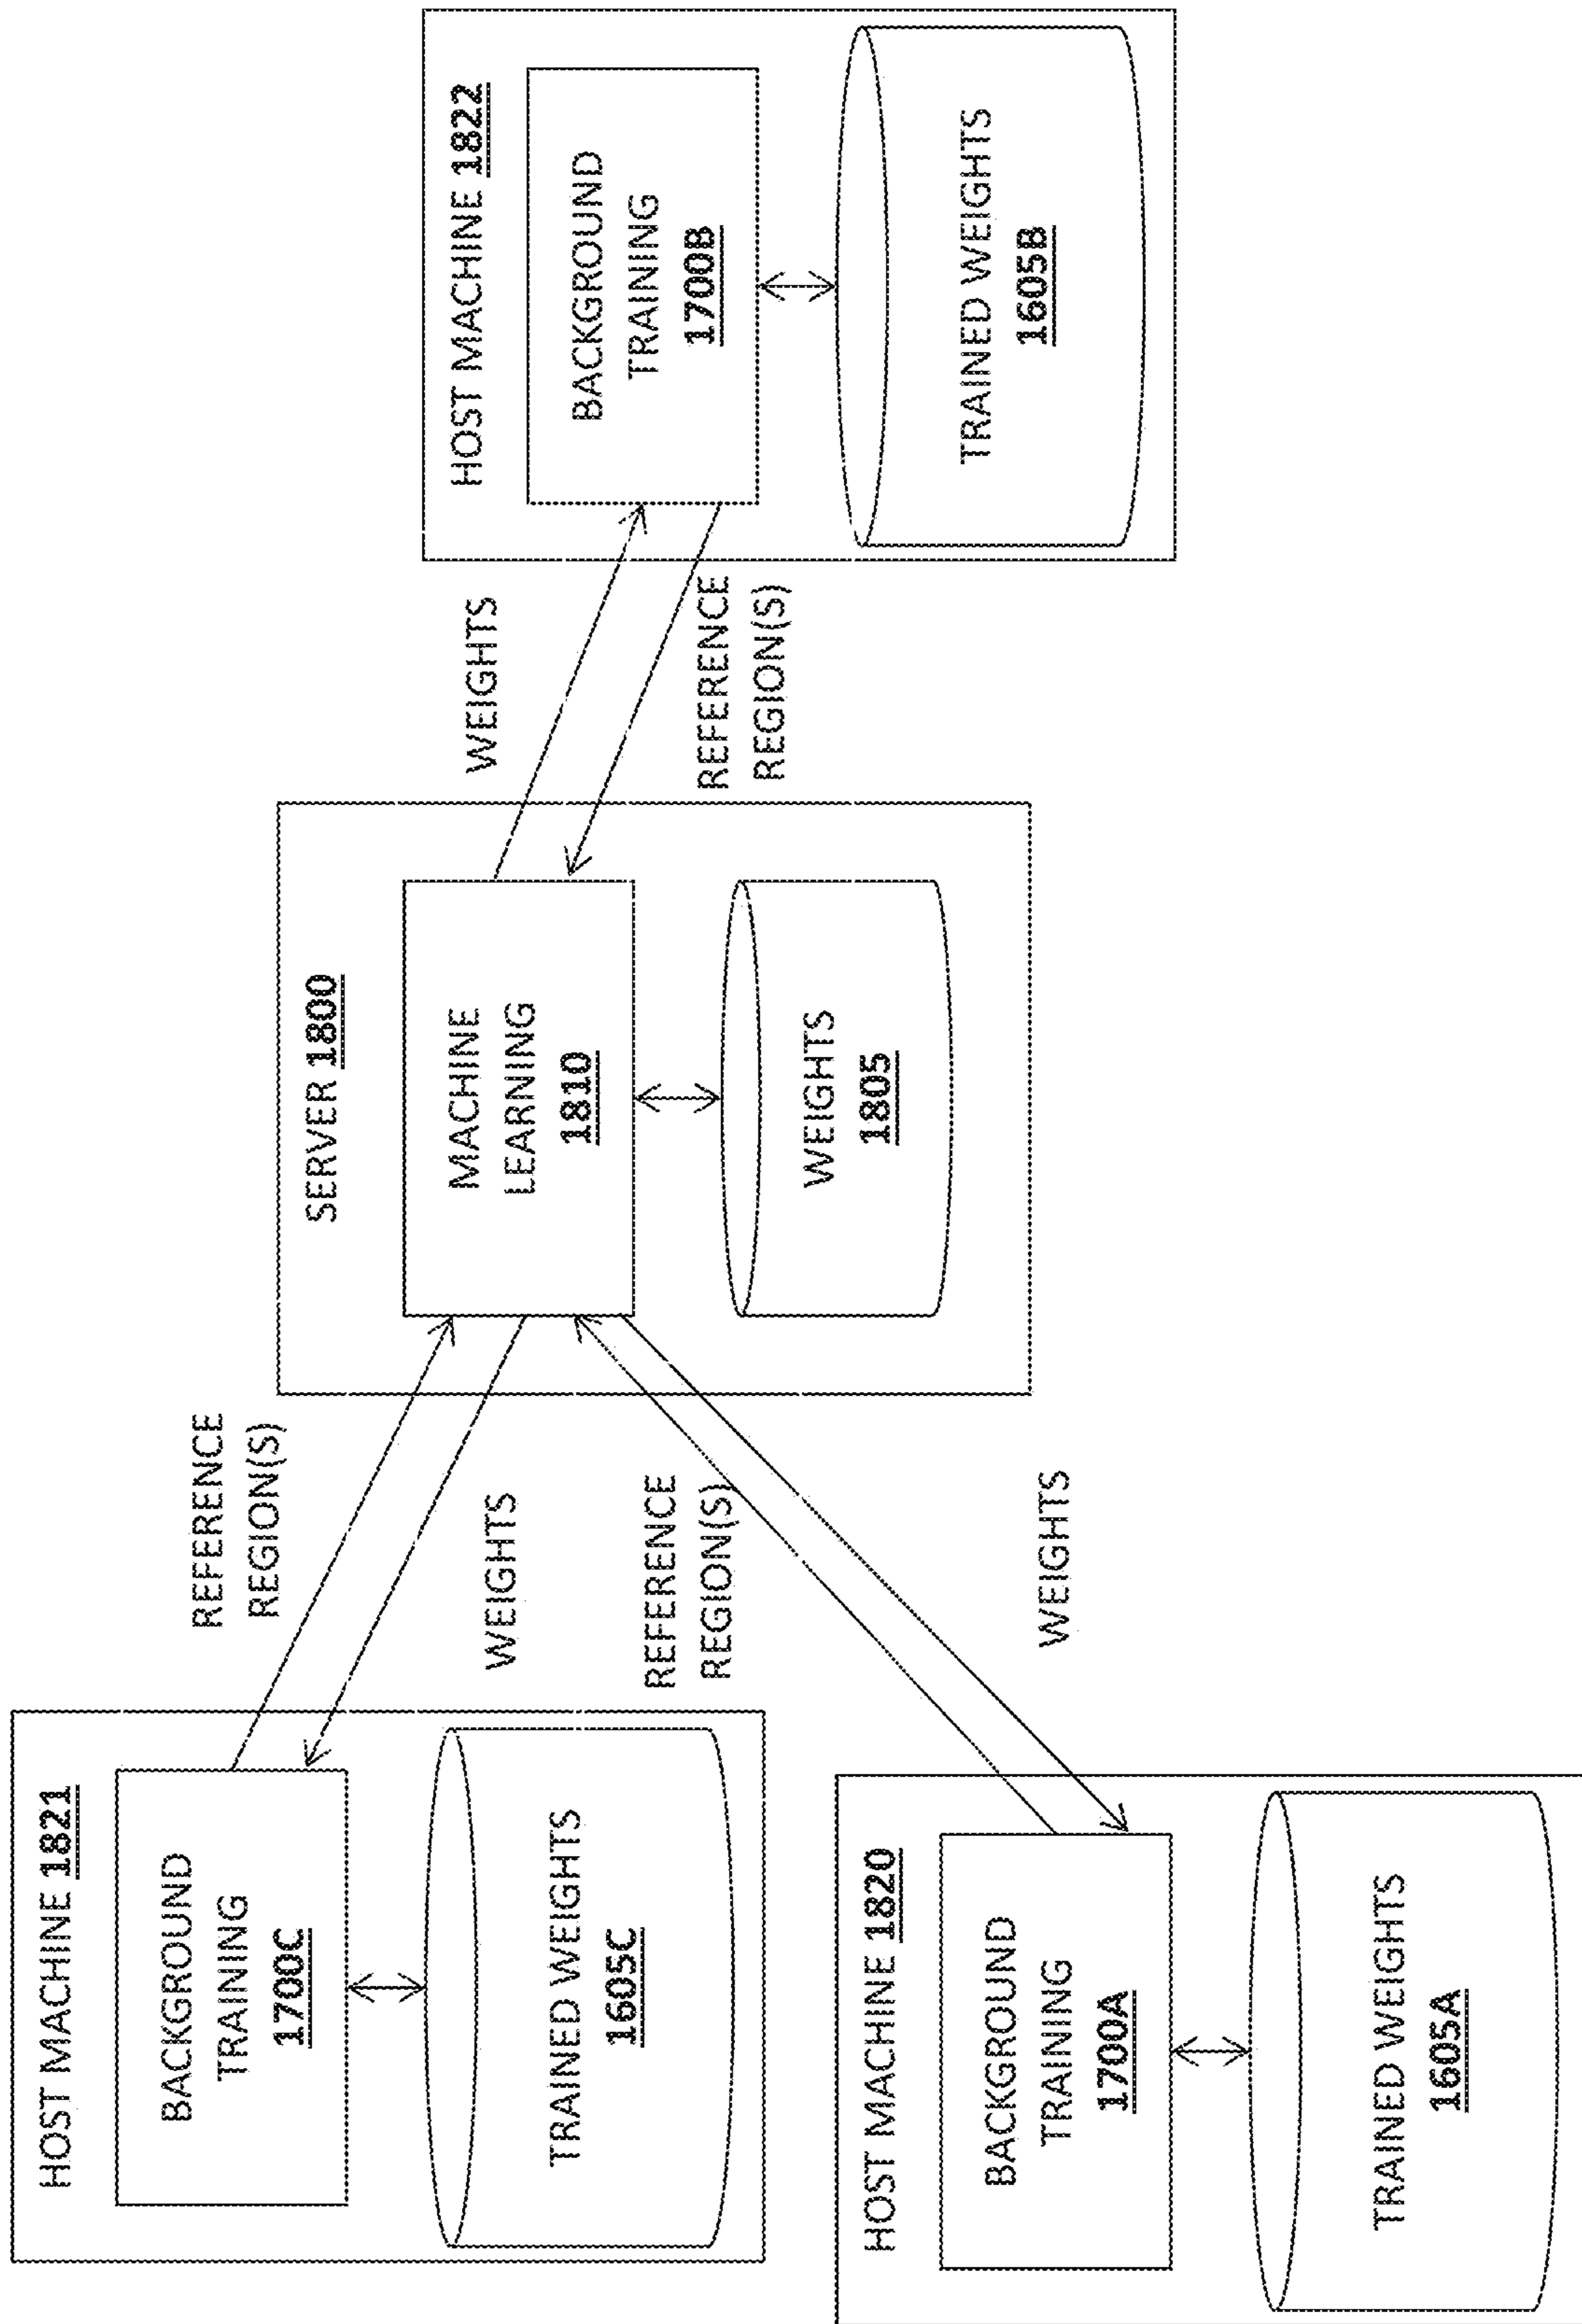 HOST MACHINE 1821
BACKGROUND
TRAINING
1700C
TRAINED WEIGHTS
1605C
REFERENCE
REGION(S)
WEIGHTS
HOST MACHINE 1820
BACKGROUND
TRAINING
1700A
TRAINED WEIGHTS
1605A
REFERENCE
REGION(S)
WEIGHTS
SERVER 1800
MACHINE
LEARNING
1810
WEIGHTS
1805
WEIGHTS
REFERENCE
REGION(S)
HOST MACHINE 1822
BACKGROUND
TRAINING
1700B
TRAINED WEIGHTS
1605B